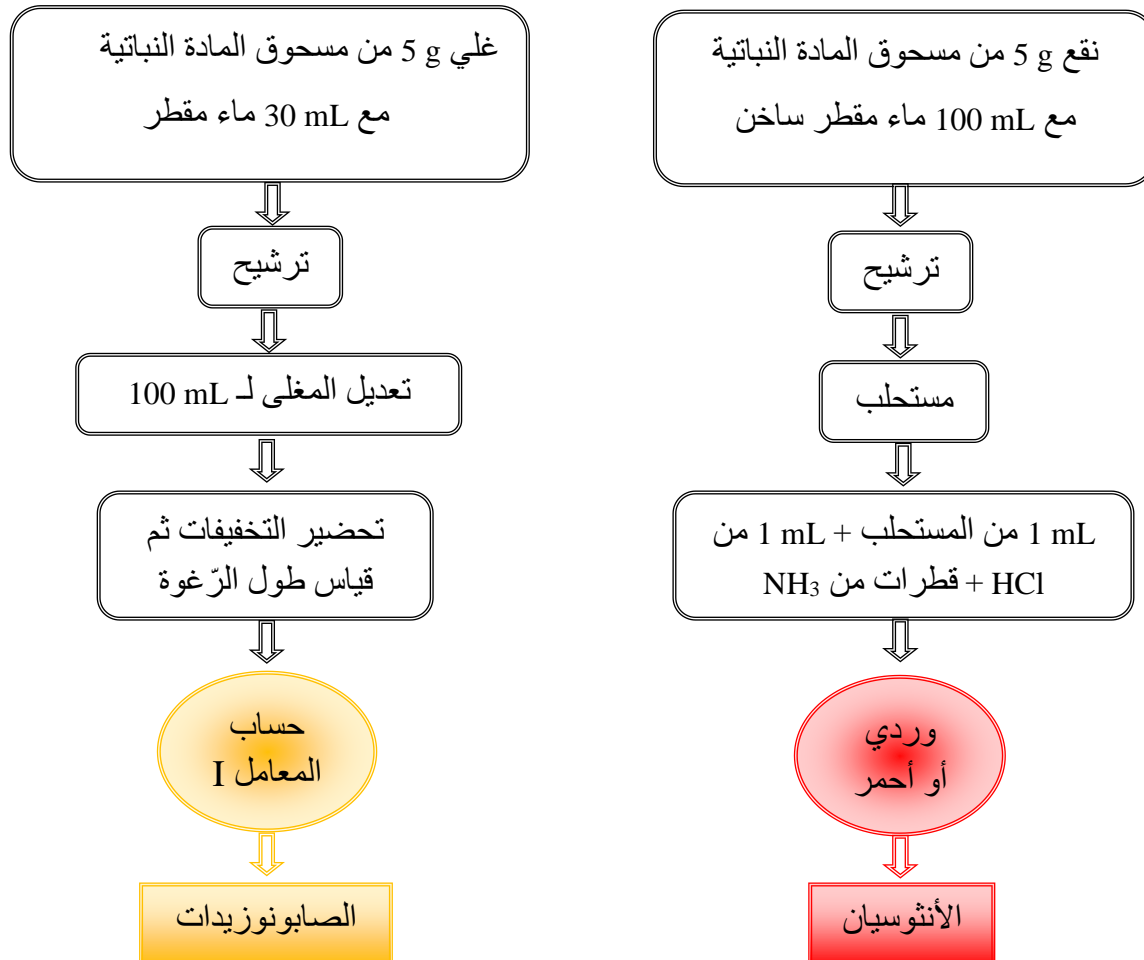 نقع 5 g من مسحوق المادة النباتية
مع 100 mL ماء مقطر ساخن
ترشيح
مستحلب
1 mL من المستحلب + 1 mL من
HCl + قطرات من NH₃
وردي
أو أحمر
الأنثوسيان
غلي 5 g من مسحوق المادة النباتية
مع 30 mL ماء مقطر
ترشيح
تعديل المغلى لـ 100 mL
تحضير التخفيفات ثم
قياس طول الرّغوة
حساب
المعامل I
الصابونوزيدات